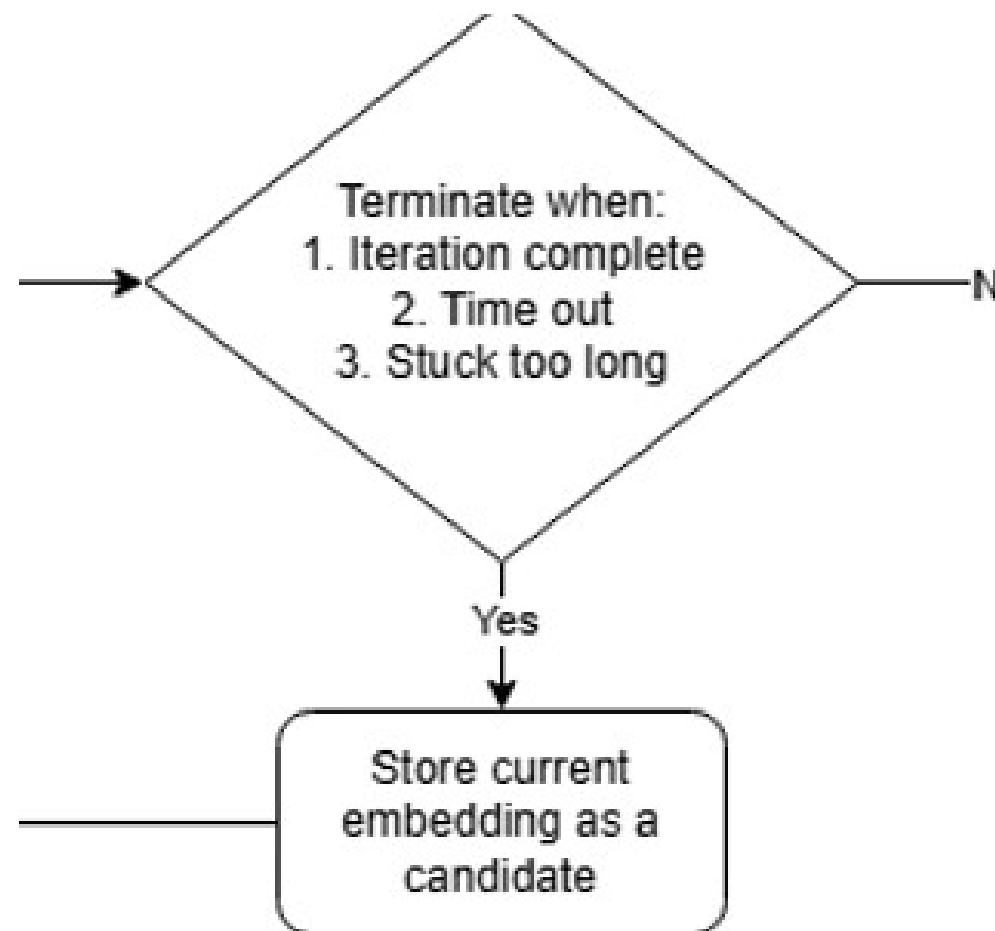 Terminate when:
1. Iteration complete
2. Time out
3. Stuck too long
N
Yes
Store current
embedding as a
candidate